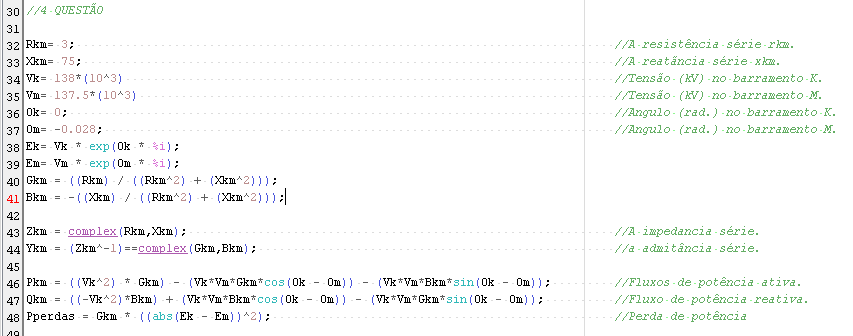 30 //4 QUESTÃO
31
32 Rkm= 3; //A resistência série rkm.
33 Xkm= 75; //A reatância série xkm.
34 Vk= 138*(10^3) //Tensão (kV) no barramento K.
35 Vm= 137.5*(10^3) //Tensão (kV) no barramento M.
36 Ok= 0; //Angulo (rad.) no barramento K.
37 Om= -0.028; //Angulo (rad.) no barramento M.
38 Ek= Vk * exp(Ok * %i);
39 Em= Vm * exp(Om * %i);
40 Gkm = ((Rkm) / ((Rkm^2) + (Xkm^2)));
41 Bkm = -((Xkm) / ((Rkm^2) + (Xkm^2)));
42
43 Zkm = complex(Rkm,Xkm); //A impedancia série.
44 Ykm = (Zkm^-1)==complex(Gkm,Bkm); //a admitância série.
45
46 Pkm = ((Vk^2) * Gkm) - (Vk*Vm*Gkm*cos(Ok - Om)) - (Vk*Vm*Bkm*sin(Ok - Om)); //Fluxos de potência ativa.
47 Qkm = ((-Vk^2)*Bkm) + (Vk*Vm*Bkm*cos(Ok - Om)) - (Vk*Vm*Gkm*sin(Ok - Om)); //Fluxo de potência reativa.
48 Pperdas = Gkm * ((abs(Ek - Em))^2); //Perda de potência
49